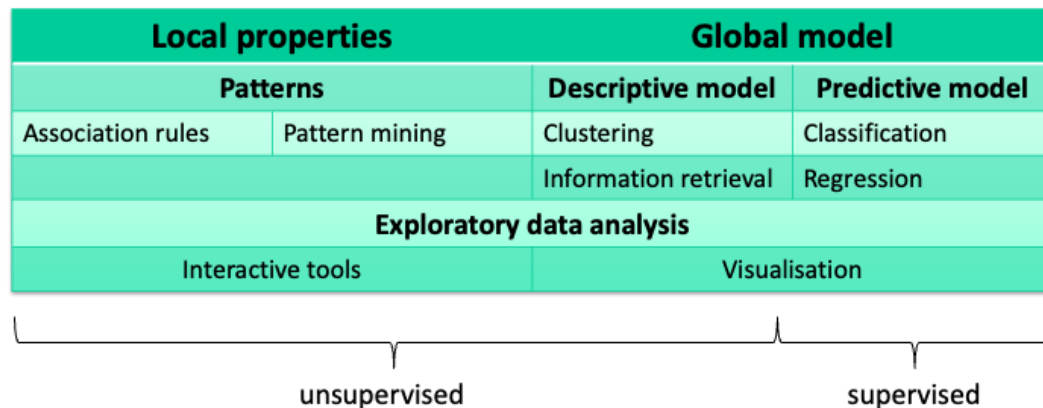 Local properties Global model
Patterns Descriptive model Predictive model
Association rules Pattern mining Clustering Classification
Information retrieval Regression
Exploratory data analysis
Interactive tools Visualisation
unsupervised supervised